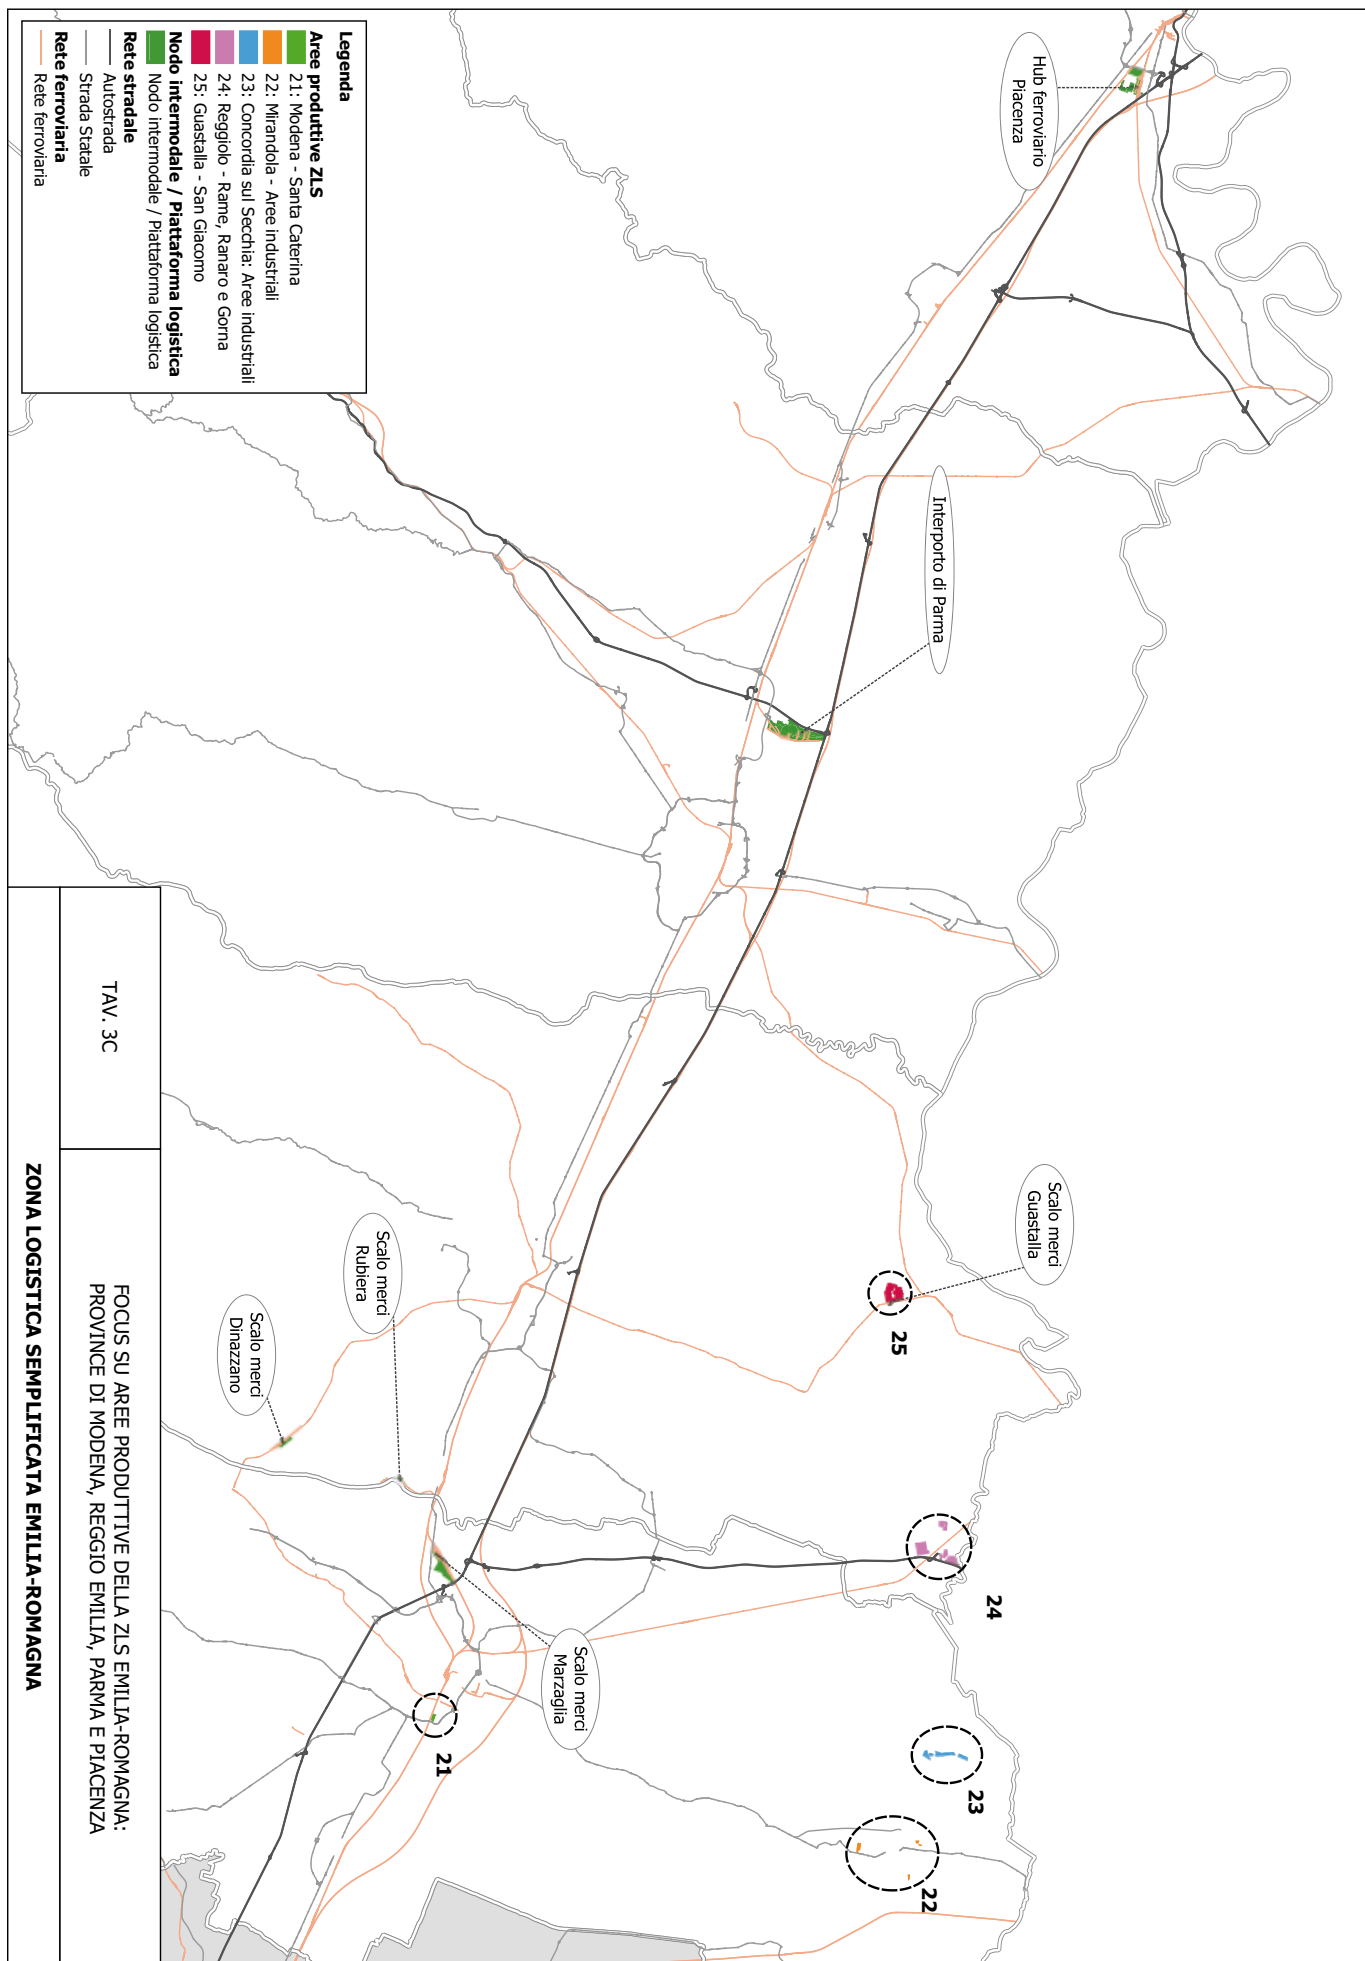 Hub ferroviario
Piacenza
Interporto di Parma
Scalo merci
Guastalla
25
24
23
22
21
Scalo merci
Rubiera
Scalo merci
Dinazzano
Scalo merci
Marzaglia
Legenda
Aree produttive ZLS
21: Modena - Santa Caterina
22: Mirandola - Aree industriali
23: Concordia sul Secchia: Aree industriali
24: Reggiolo - Rame, Ranaro e Gorna
25: Guastalla - San Giacomo
Nodo intermodale / Piattaforma logistica
Nodo intermodale / Piattaforma logistica
Rete stradale
Autostrada
Strada Statale
Rete ferroviaria
Rete ferroviaria
TAV. 3C
FOCUS SU AREE PRODUTTIVE DELLA ZLS EMILIA-ROMAGNA:
PROVINCE DI MODENA, REGGIO EMILIA, PARMA E PIACENZA
ZONA LOGISTICA SEMPLIFICATA EMILIA-ROMAGNA